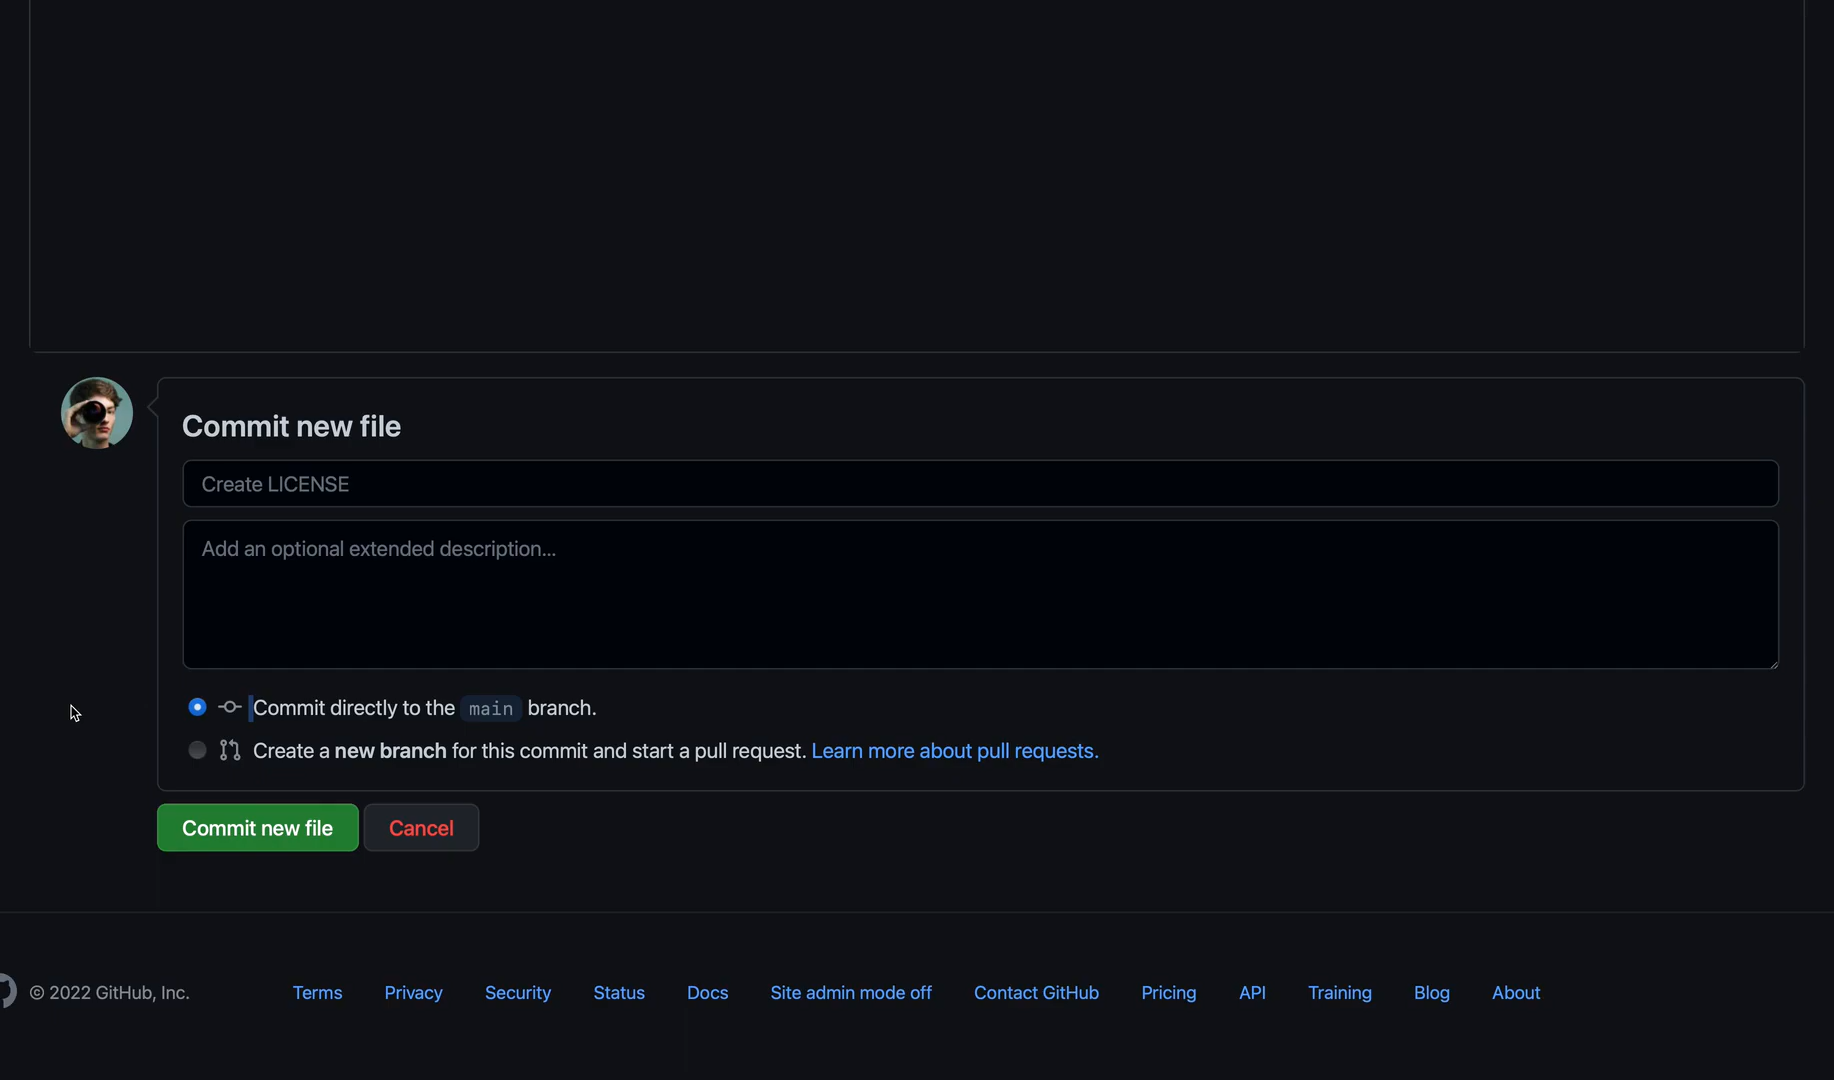 Commit new file
Create LICENSE
Add an optional extended description...
Commit directly to the main branch.
Create a new branch for this commit and start a pull request. Learn more about pull requests.
Commit new file Cancel
© 2022 GitHub, Inc. Terms Privacy Security Status Docs Site admin mode off Contact GitHub Pricing API Training Blog About